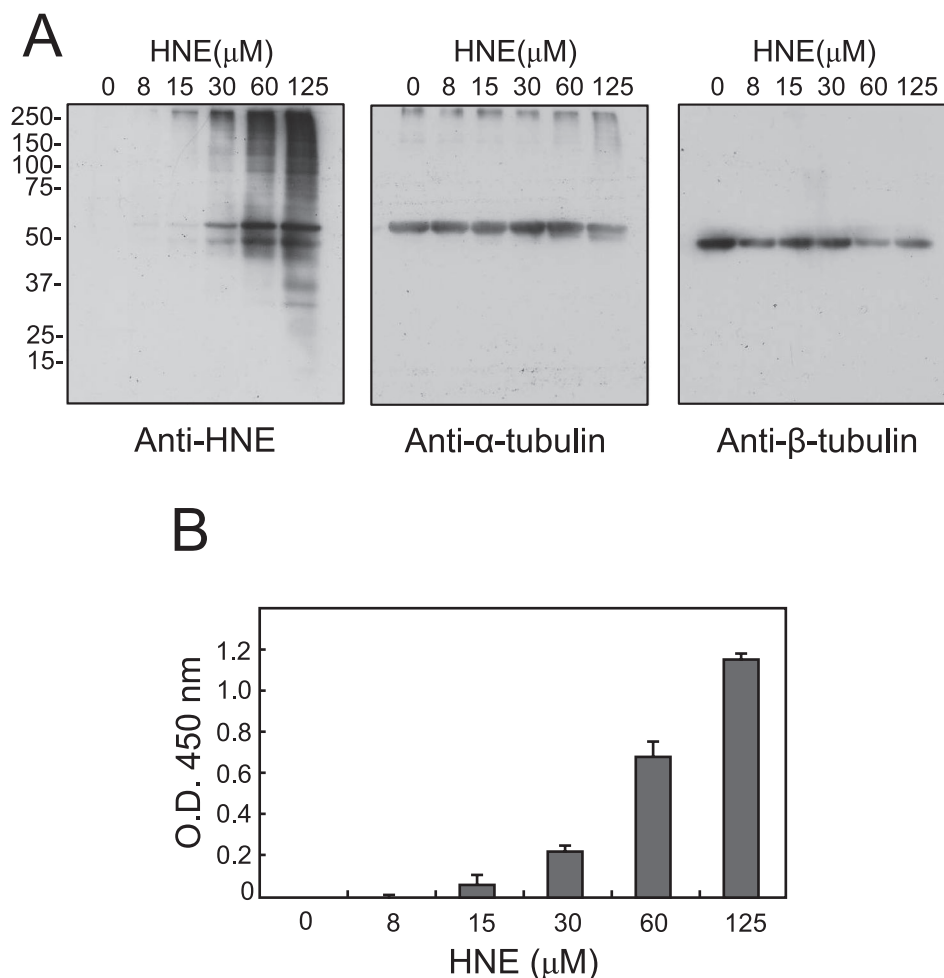 A
HNE(μM)
0 8 15 30 60 125
HNE(μM)
0 8 15 30 60 125
HNE(μM)
0 8 15 30 60 125
250-
150-
100-
75-
50-
37-
25-
15-
Anti-HNE
Anti-α-tubulin
Anti-β-tubulin
B
O.D. 450 nm
1.2
1.0
0.8
0.6
0.4
0.2
0
0 8 15 30 60 125
HNE (μM)